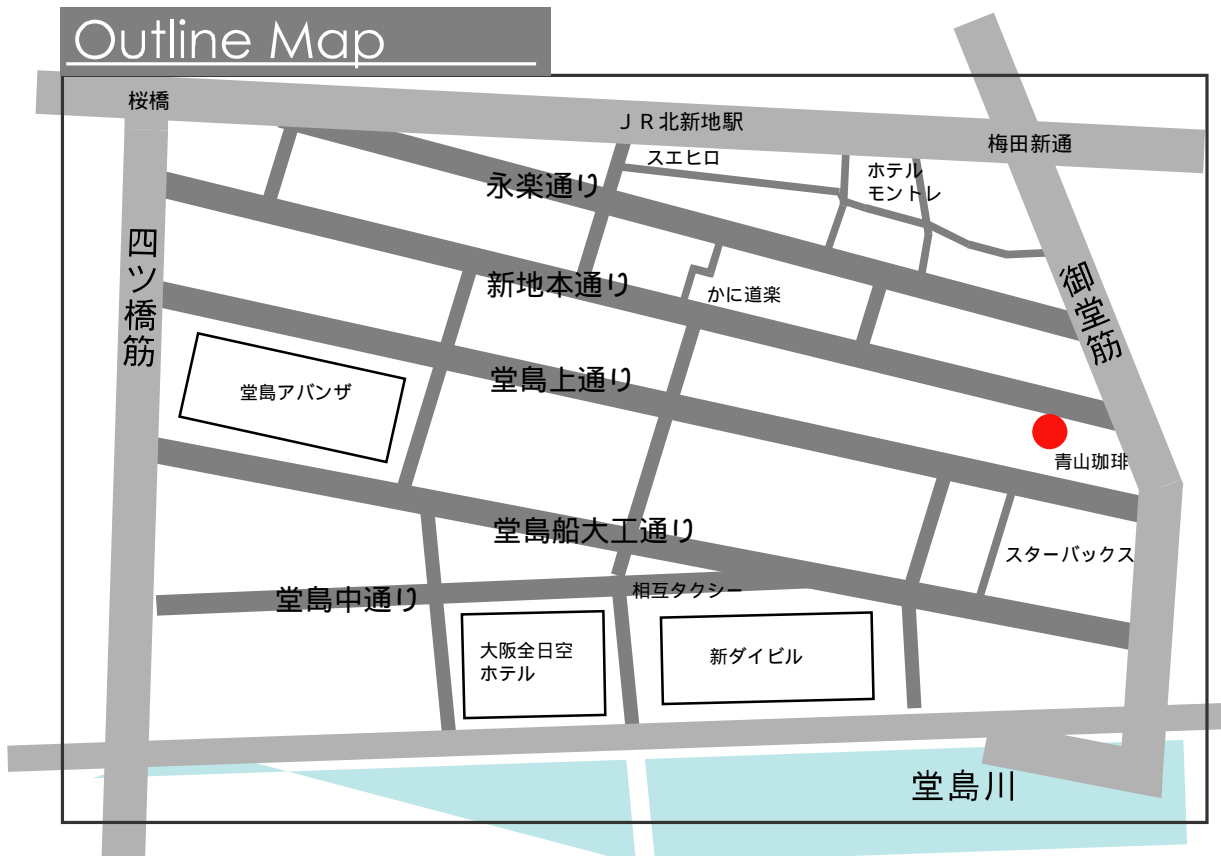 Outline Map
桜橋
ＪＲ北新地駅
梅田新道
スエヒロ
ホテル
モントレ
永楽通り
四ツ橋筋
新地本通り
かに道楽
御堂筋
堂島上通り
堂島アバンザ
青山珈琲
堂島船大工通り
スターバックス
堂島中通り
相互タクシー
大阪全日空
ホテル
新ダイビル
堂島川